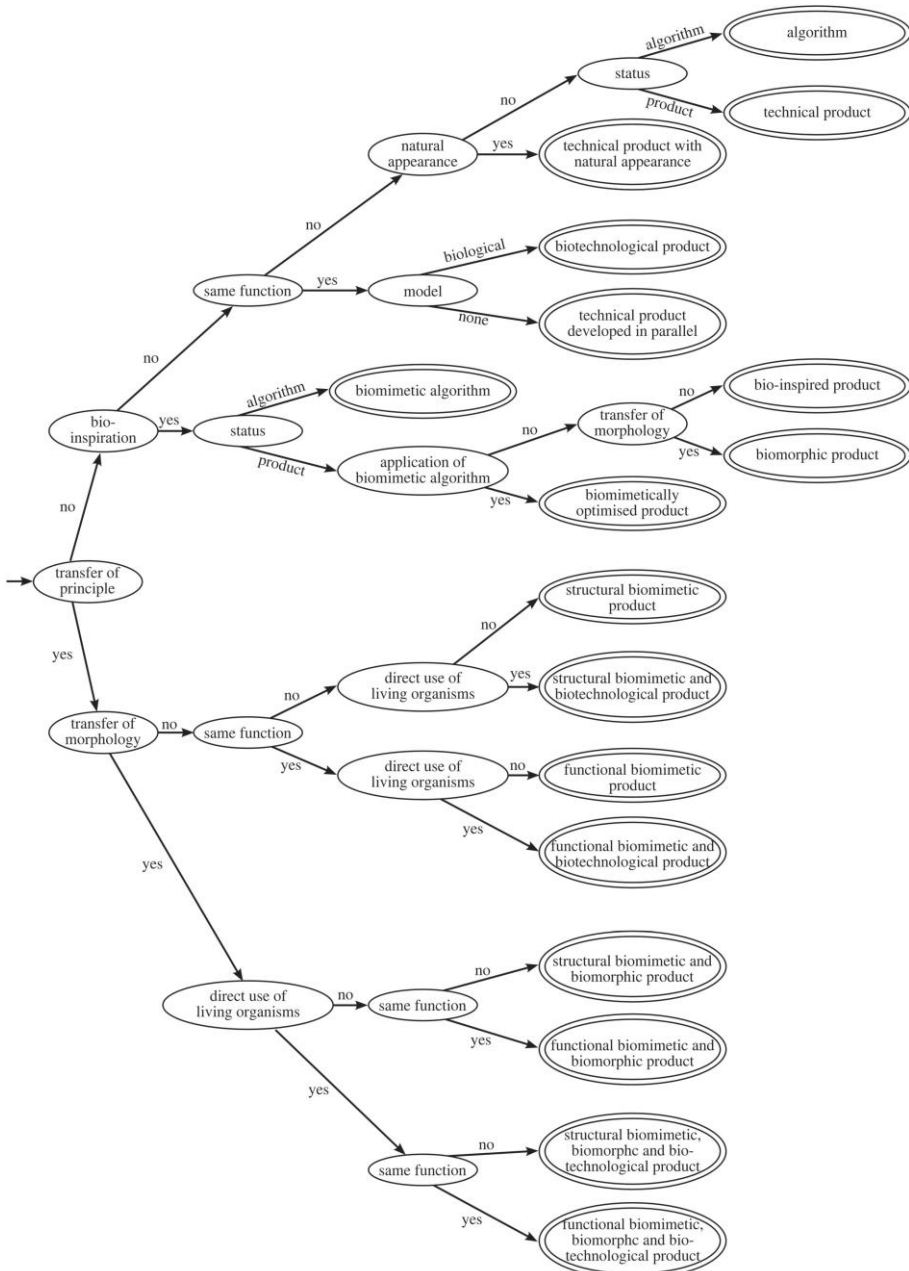 algorithm
algorithm
status
product
technical product
no
natural
appearance
yes
technical product with
natural appearance
no
biological
biotechnological product
same function
yes
model
none
technical product
developed in parallel
no
algorithm
biomimetic algorithm
bio-
inspiration
yes
status
product
application of
biomimetic algorithm
no
transfer of
morphology
no
bio-inspired product
yes
biomorphic product
yes
biomimetically
optimised product
no
transfer of
principle
yes
structural biomimetic
product
no
direct use of
living organisms
yes
structural biomimetic and
biotechnological product
no
transfer of
morphology
no
same function
yes
direct use of
living organisms
no
functional biomimetic
product
yes
functional biomimetic and
biotechnological product
yes
structural biomimetic and
biomorphic product
no
direct use of
living organisms
no
same function
yes
functional biomimetic and
biomorphic product
yes
structural biomimetic,
biomorphc and bio-
technological product
no
same function
yes
functional biomimetic,
biomorphc and bio-
technological product